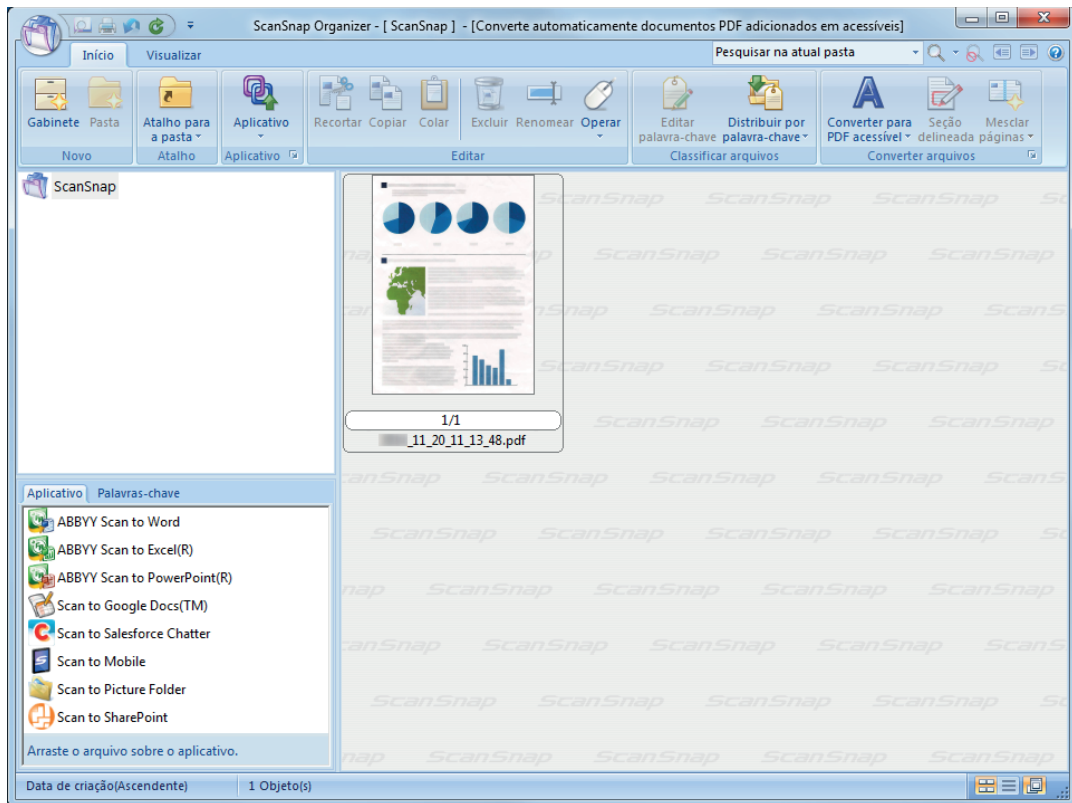 ScanSnap Organizer - [ ScanSnap ] - [Converte automaticamente documentos PDF adicionados em acessíveis]
Início Visualizar
Pesquisar na atual pasta
Gabinete Pasta
Novo
Atalho para
a pasta
Atalho
Aplicativo
Aplicativo
Recortar Copiar Colar Excluir Renomear Operar
Editar
Editar
palavra-chave
Distribuir por
palavra-chave
Classificar arquivos
Converter para
PDF acessível
Seção
delineada
Mesclar
páginas
Converter arquivos
ScanSnap
1/1
_11_20_11_13_48.pdf
Aplicativo Palavras-chave
ABBYY Scan to Word
ABBYY Scan to Excel(R)
ABBYY Scan to PowerPoint(R)
Scan to Google Docs(TM)
Scan to Salesforce Chatter
Scan to Mobile
Scan to Picture Folder
Scan to SharePoint
Arraste o arquivo sobre o aplicativo.
Data de criação(Ascendente) 1 Objeto(s)